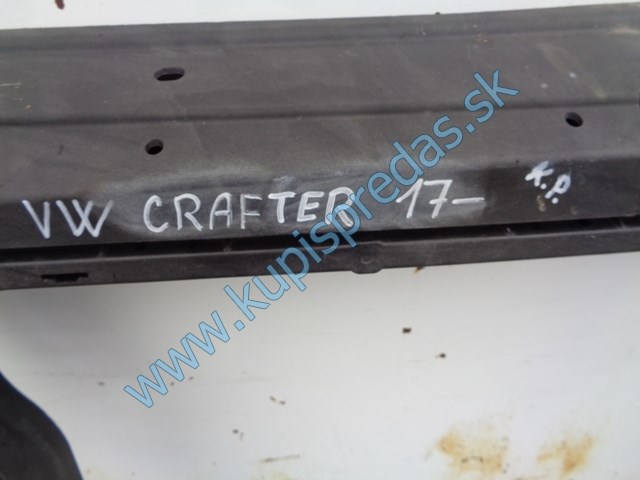 VW CRAFTER 17-
K.P.
www.kupispredas.sk